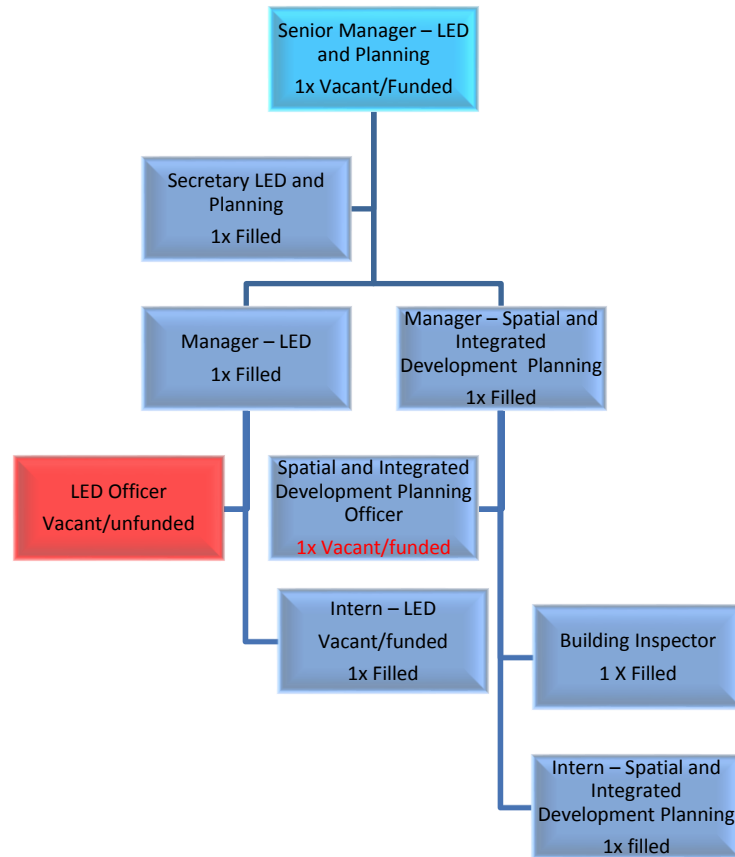 Senior Manager – LED
and Planning
1x Vacant/Funded
Secretary LED and
Planning
1x Filled
Manager – LED
1x Filled
Manager – Spatial and
Integrated
Development Planning
1x Filled
LED Officer
Vacant/unfunded
Spatial and Integrated
Development Planning
Officer
1x Vacant/funded
Intern – LED
Vacant/funded
1x Filled
Building Inspector
1 X Filled
Intern – Spatial and
Integrated
Development Planning
1x filled